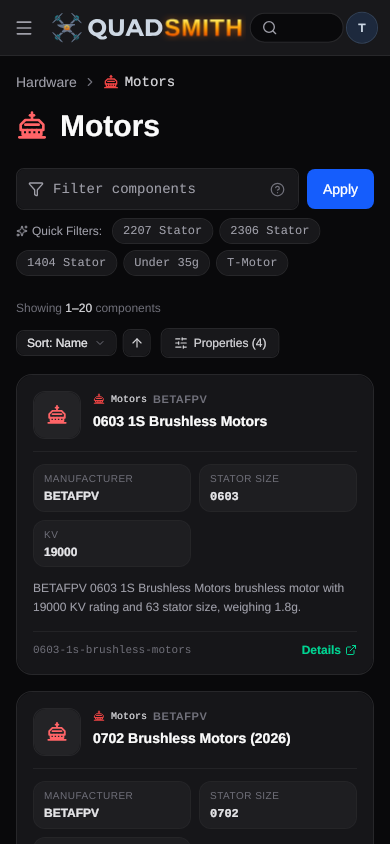 QUADSMITH
T
Hardware > Motors
Motors
Filter components
Apply
Quick Filters: 2207 Stator 2306 Stator
1404 Stator Under 35g T-Motor
Showing 1–20 components
Sort: Name Properties (4)
Motors BETAFPV
0603 1S Brushless Motors
MANUFACTURER STATOR SIZE
BETAFPV 0603
KV
19000
BETAFPV 0603 1S Brushless Motors brushless motor with
19000 KV rating and 63 stator size, weighing 1.8g.
0603-1s-brushless-motors Details
Motors BETAFPV
0702 Brushless Motors (2026)
MANUFACTURER STATOR SIZE
BETAFPV 0702